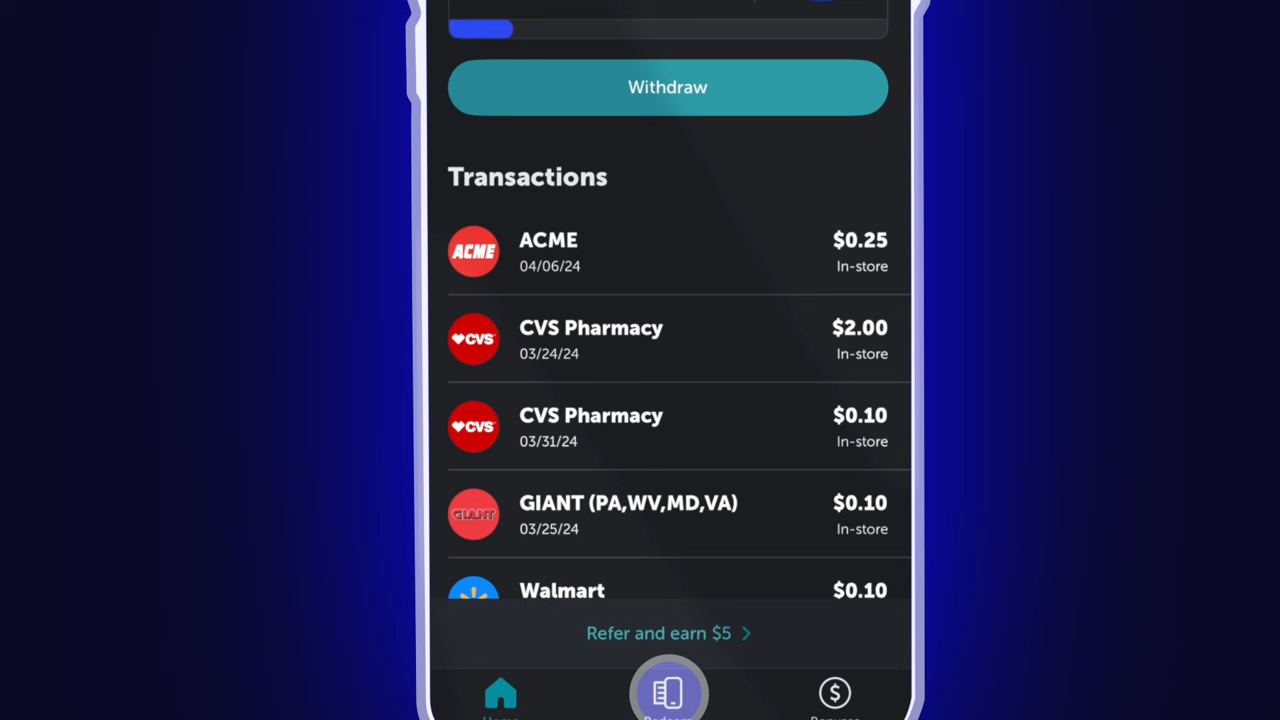 Withdraw
Transactions
ACME
ACME
$0.25
04/06/24
In-store
CVS
CVS Pharmacy
$2.00
03/24/24
In-store
CVS
CVS Pharmacy
$0.10
03/31/24
In-store
GIANT
GIANT (PA,WV,MD,VA)
$0.10
03/25/24
In-store
Walmart
$0.10
Refer and earn $5